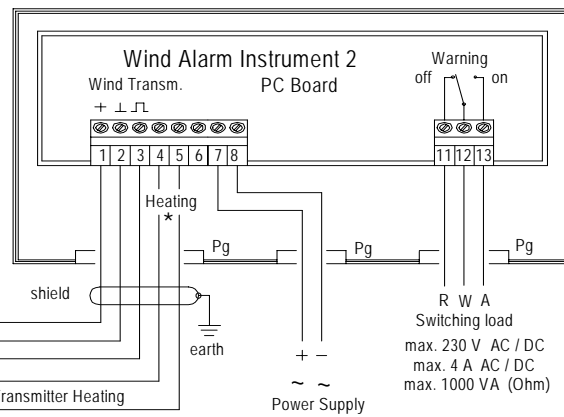 Wind Alarm Instrument 2
Warning
Wind Transm.
PC Board
off
on
+ ⊥ ⎍
1 2 3 4 5 6 7 8
11 12 13
Heating
*
Pg
Pg
Pg
shield
earth
R W A
Switching load
max. 230 V AC / DC
max. 4 A AC / DC
max. 1000 VA (Ohm)
+ −
~ ~
Power Supply
ransmitter Heating